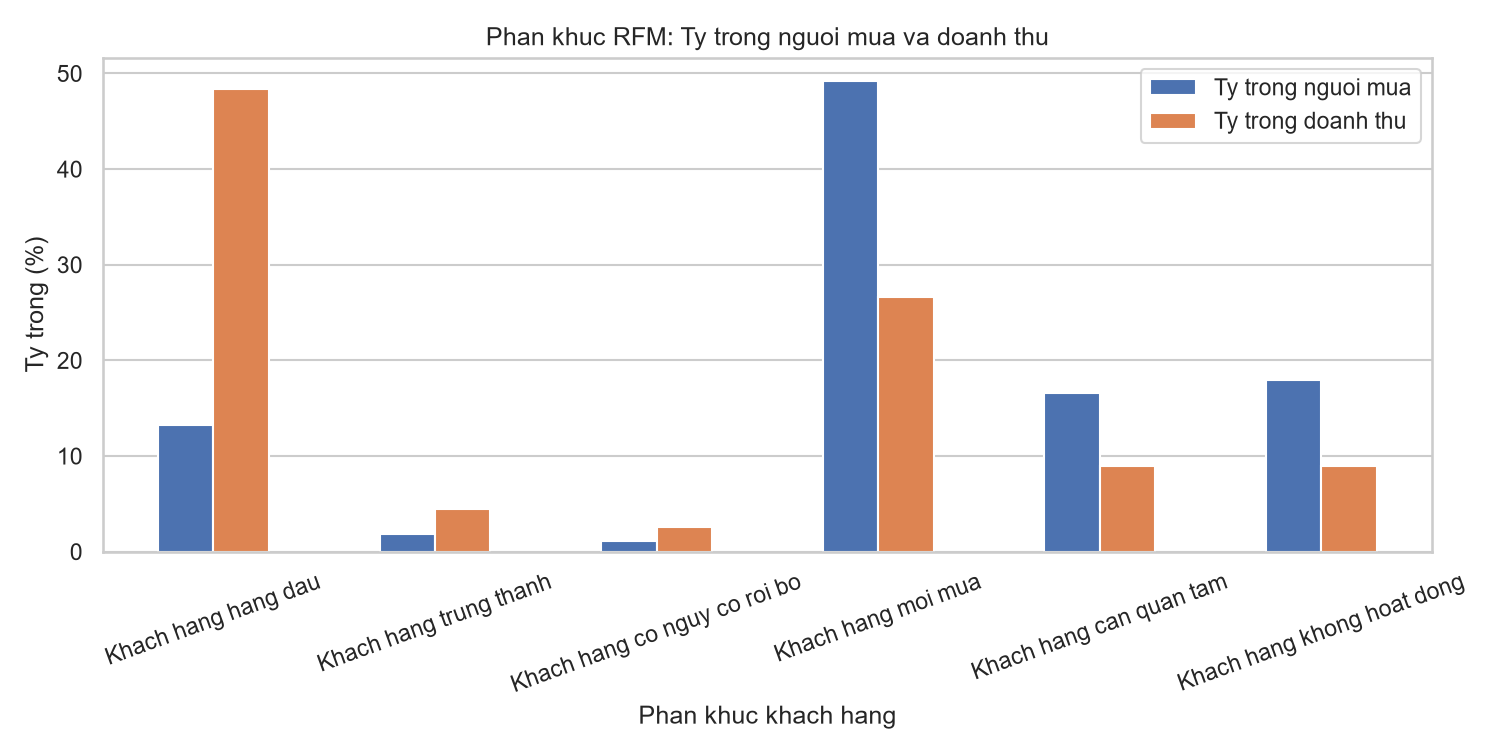 Phan khuc RFM: Ty trong nguoi mua va doanh thu
Ty trong nguoi mua
Ty trong doanh thu
Ty trong (%)
50
40
30
20
10
0
Khach hang hang dau
Khach hang trung thanh
Khach hang co nguy co roi bo
Khach hang moi mua
Khach hang can quan tam
Khach hang khong hoat dong
Phan khuc khach hang